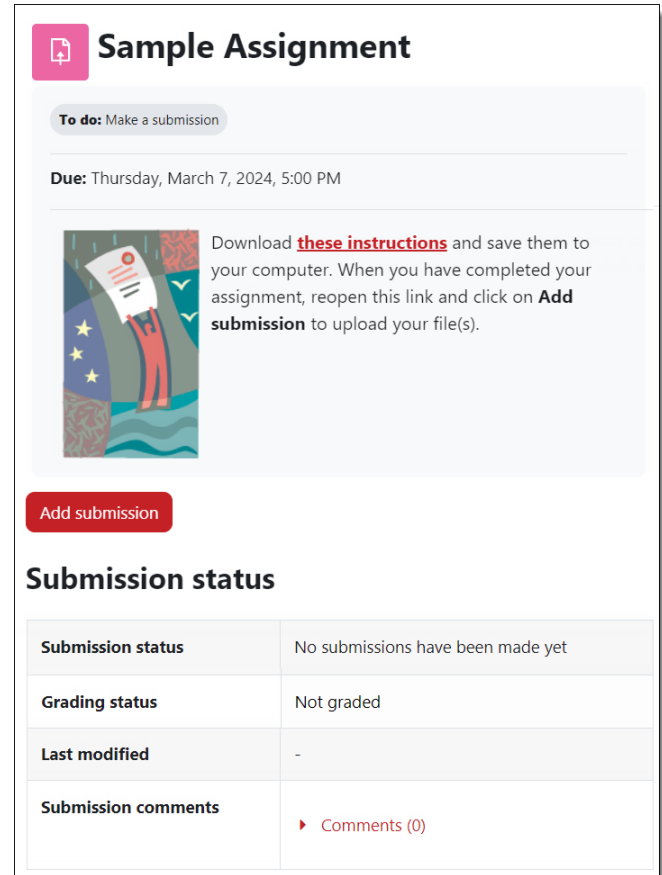 Sample Assignment
To do: Make a submission
Due: Thursday, March 7, 2024, 5:00 PM
Download these instructions and save them to
your computer. When you have completed your
assignment, reopen this link and click on Add
submission to upload your file(s).
Add submission
Submission status
Submission status No submissions have been made yet
Grading status Not graded
Last modified -
Submission comments
Comments (0)